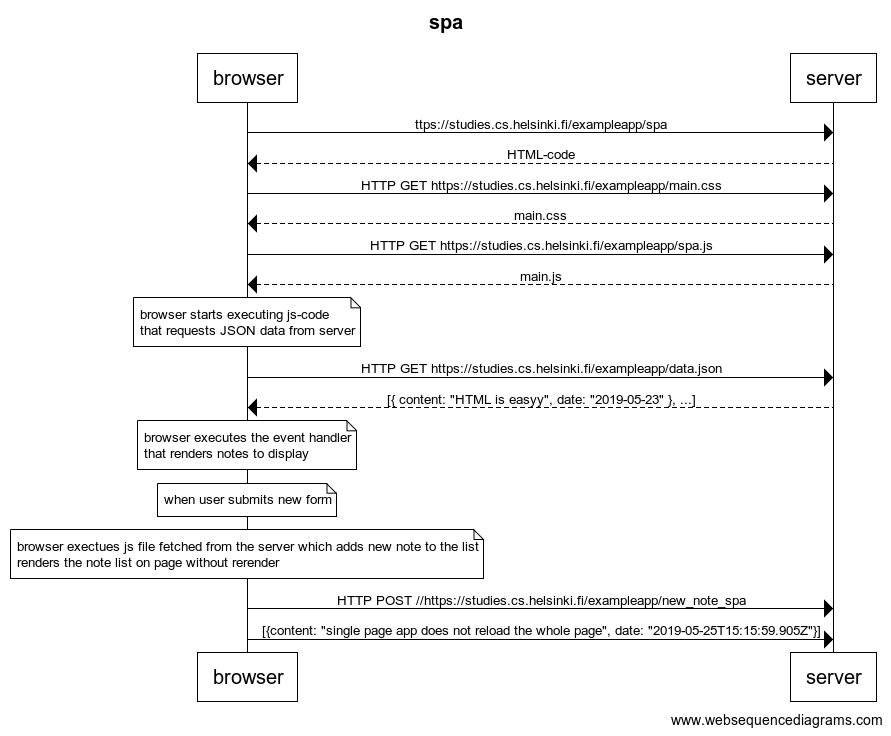 spa
browser
server
ttps://studies.cs.helsinki.fi/exampleapp/spa
HTML-code
HTTP GET https://studies.cs.helsinki.fi/exampleapp/main.css
main.css
HTTP GET https://studies.cs.helsinki.fi/exampleapp/spa.js
main.js
browser starts executing js-code
that requests JSON data from server
HTTP GET https://studies.cs.helsinki.fi/exampleapp/data.json
[{ content: "HTML is easyy", date: "2019-05-23" }, ...]
browser executes the event handler
that renders notes to display
when user submits new form
browser exectues js file fetched from the server which adds new note to the list
renders the note list on page without rerender
HTTP POST //https://studies.cs.helsinki.fi/exampleapp/new_note_spa
[{content: "single page app does not reload the whole page", date: "2019-05-25T15:15:59.905Z"}]
browser
server
www.websequencediagrams.com